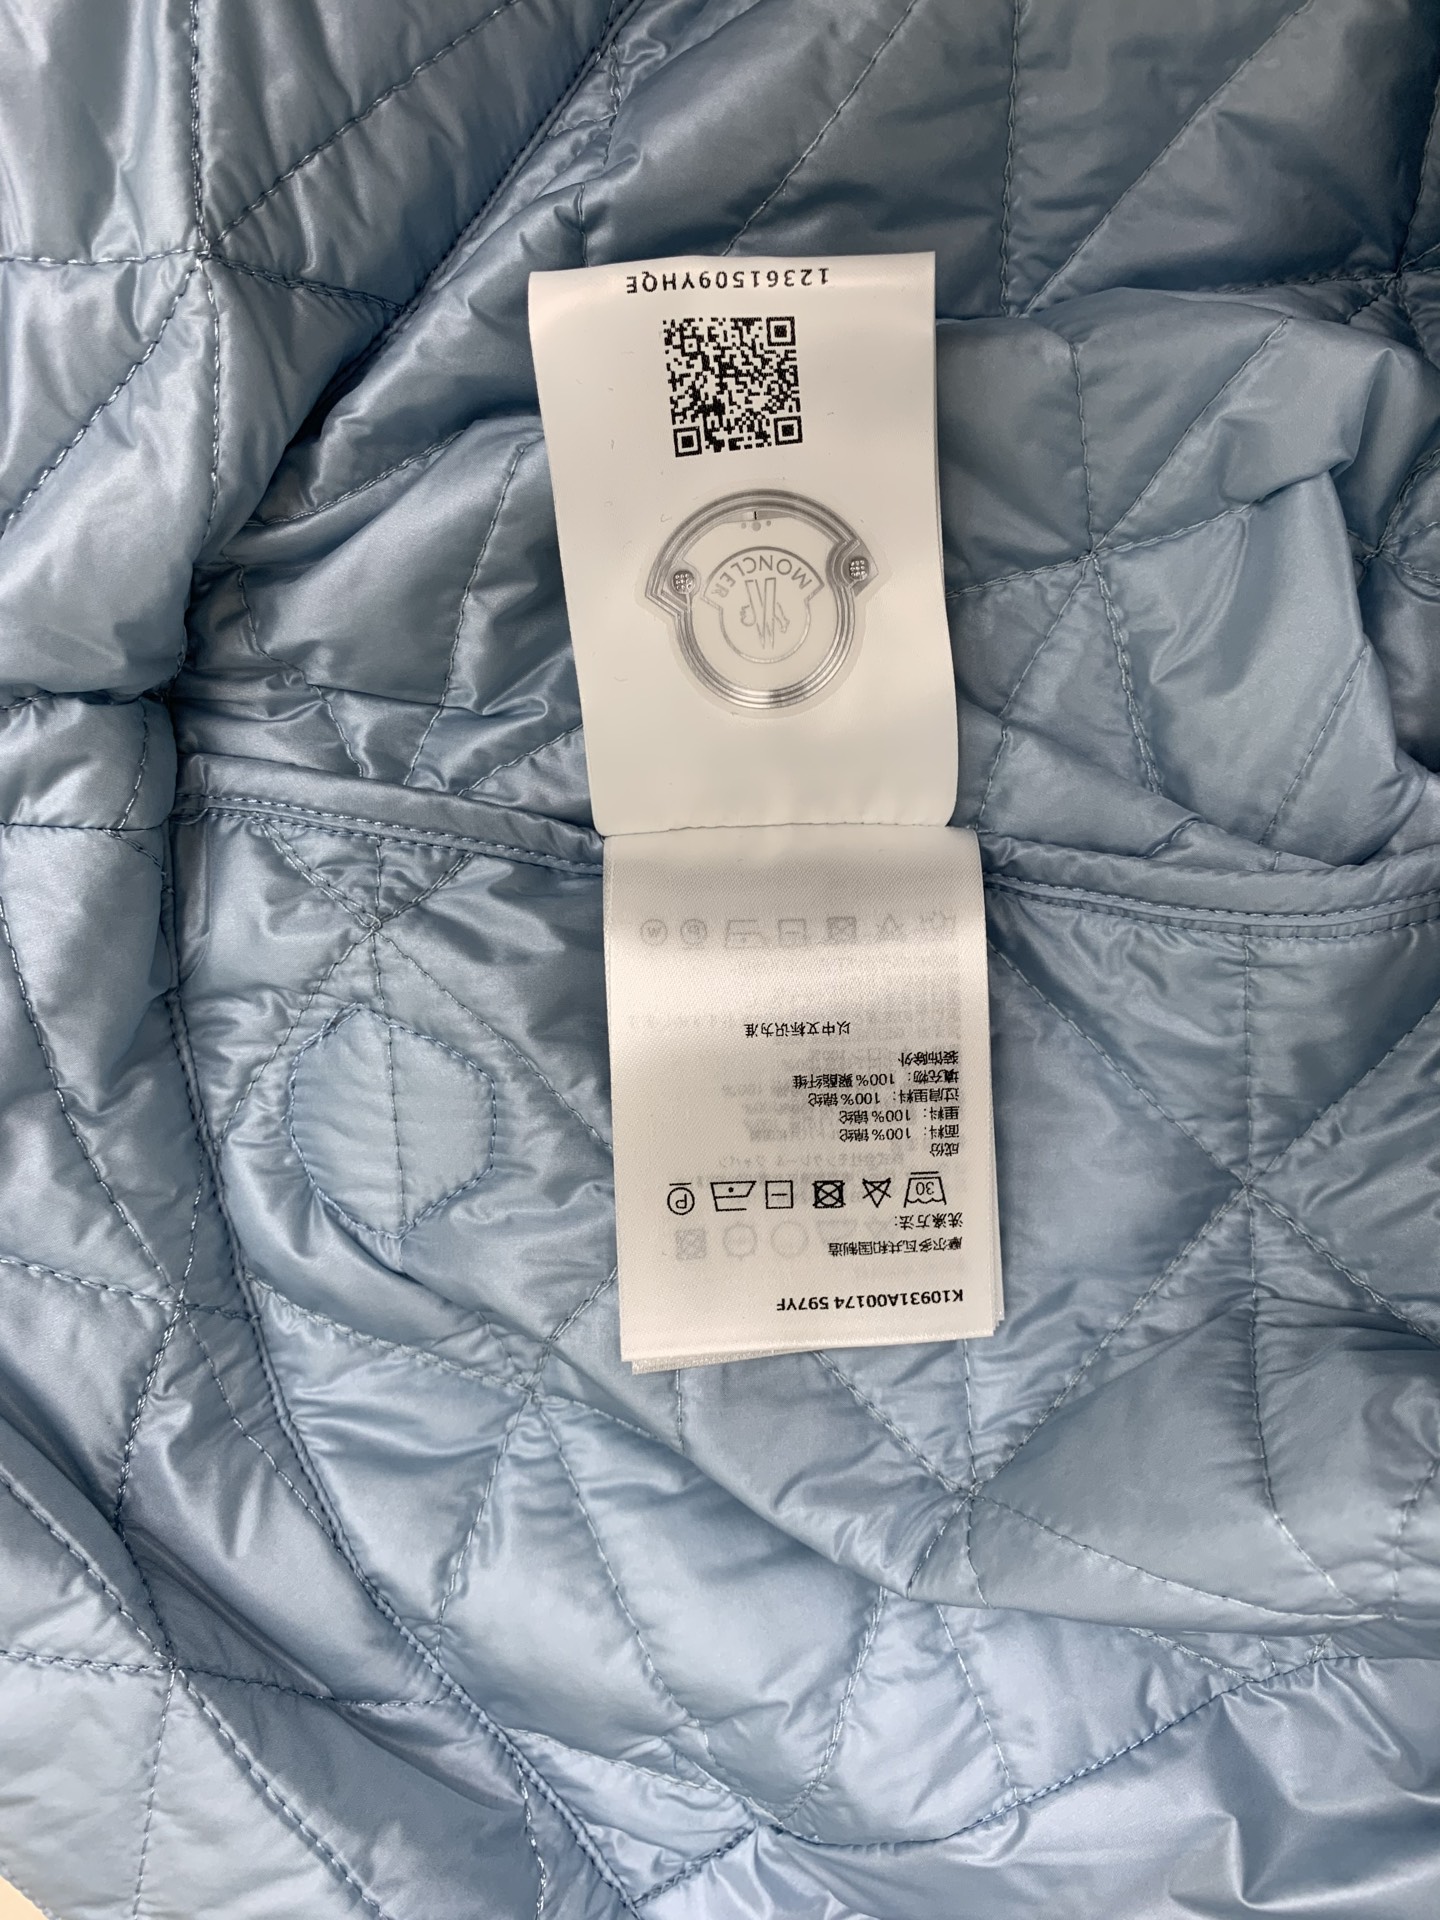 K10931A00174 597YF
摩尔多瓦共和国制造
洗涤方法:
30 P
成份
面料: 100%锦纶
里料: 100%锦纶
过肩里料: 100%锦纶
填充物: 100%聚酯纤维
装饰除外
以中文标识为准
MONCLER
12361509YHQE